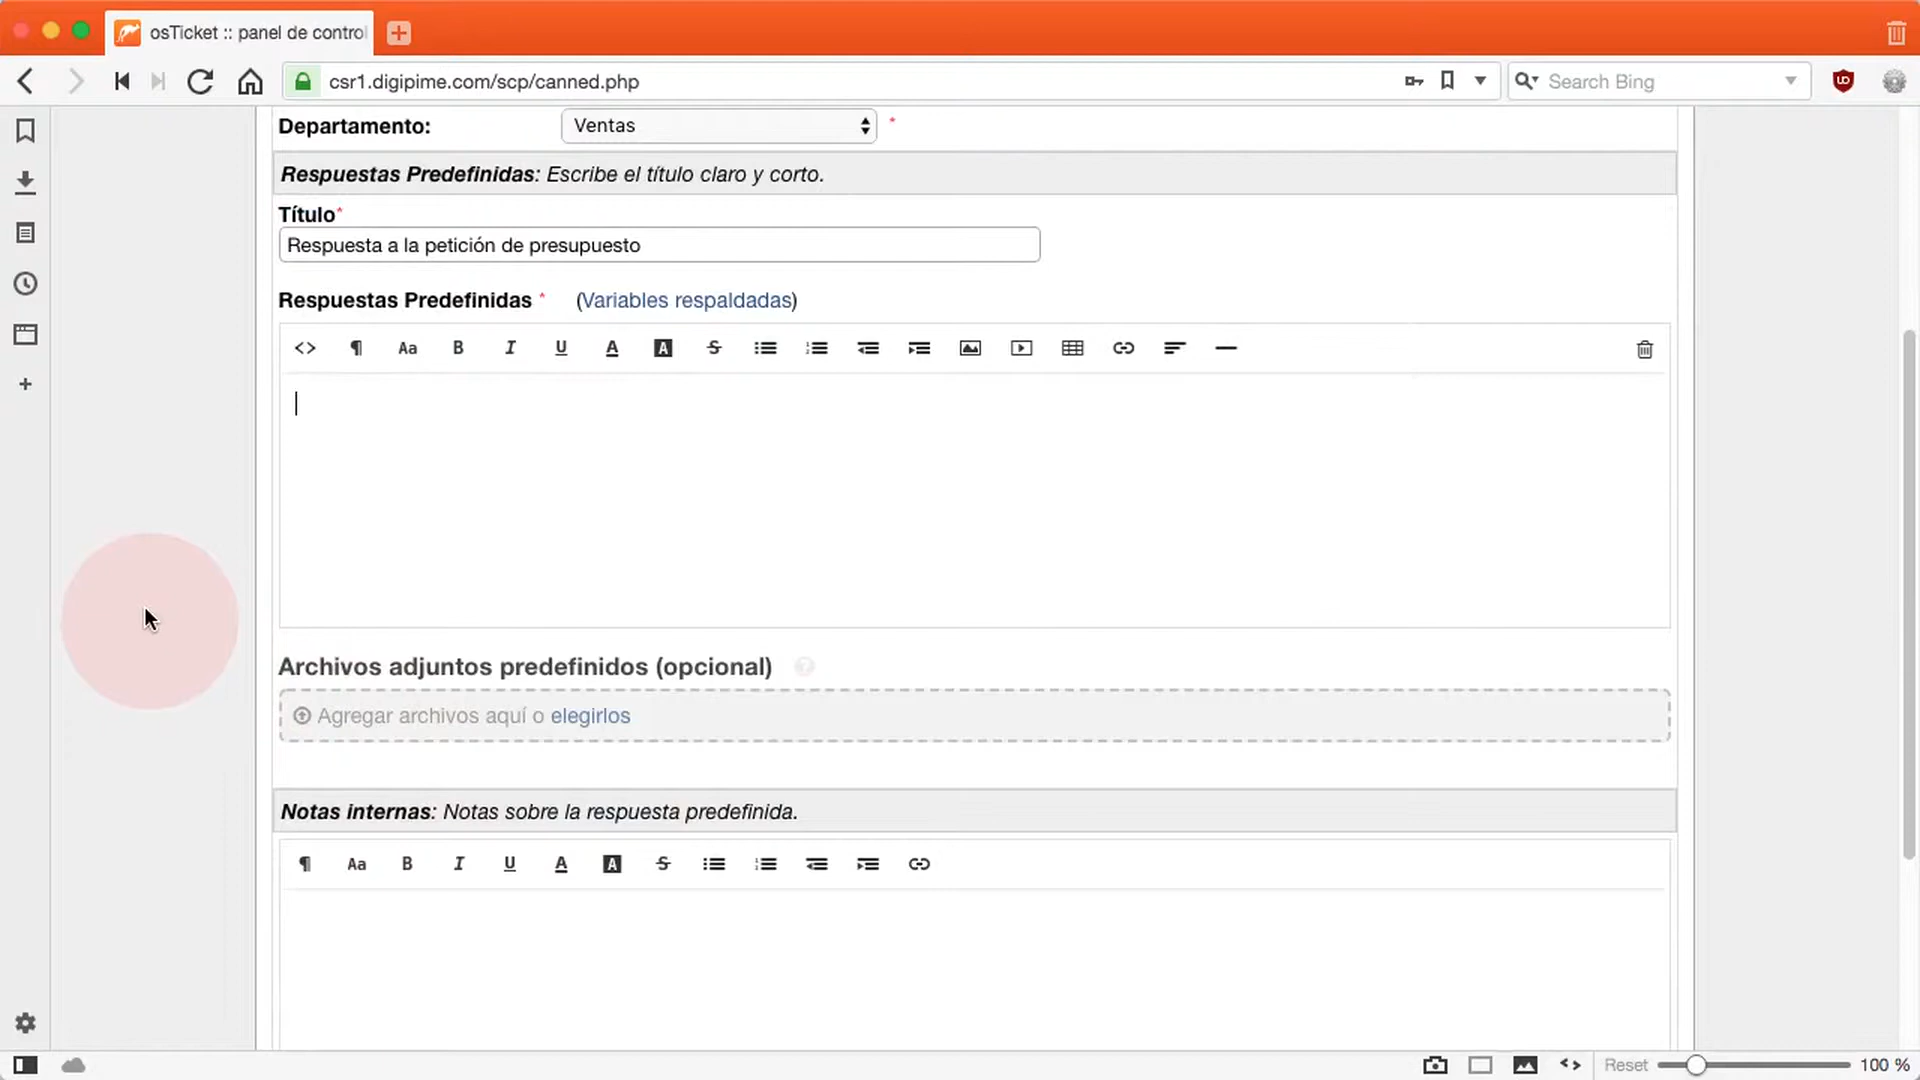 osTicket :: panel de control
csr1.digipime.com/scp/canned.php
Search Bing
Departamento:
Ventas
*
Respuestas Predefinidas: Escribe el título claro y corto.
Título*
Respuesta a la petición de presupuesto
Respuestas Predefinidas * (Variables respaldadas)
Archivos adjuntos predefinidos (opcional) ?
Agregar archivos aquí o elegirlos
Notas internas: Notas sobre la respuesta predefinida.
Reset
100 %